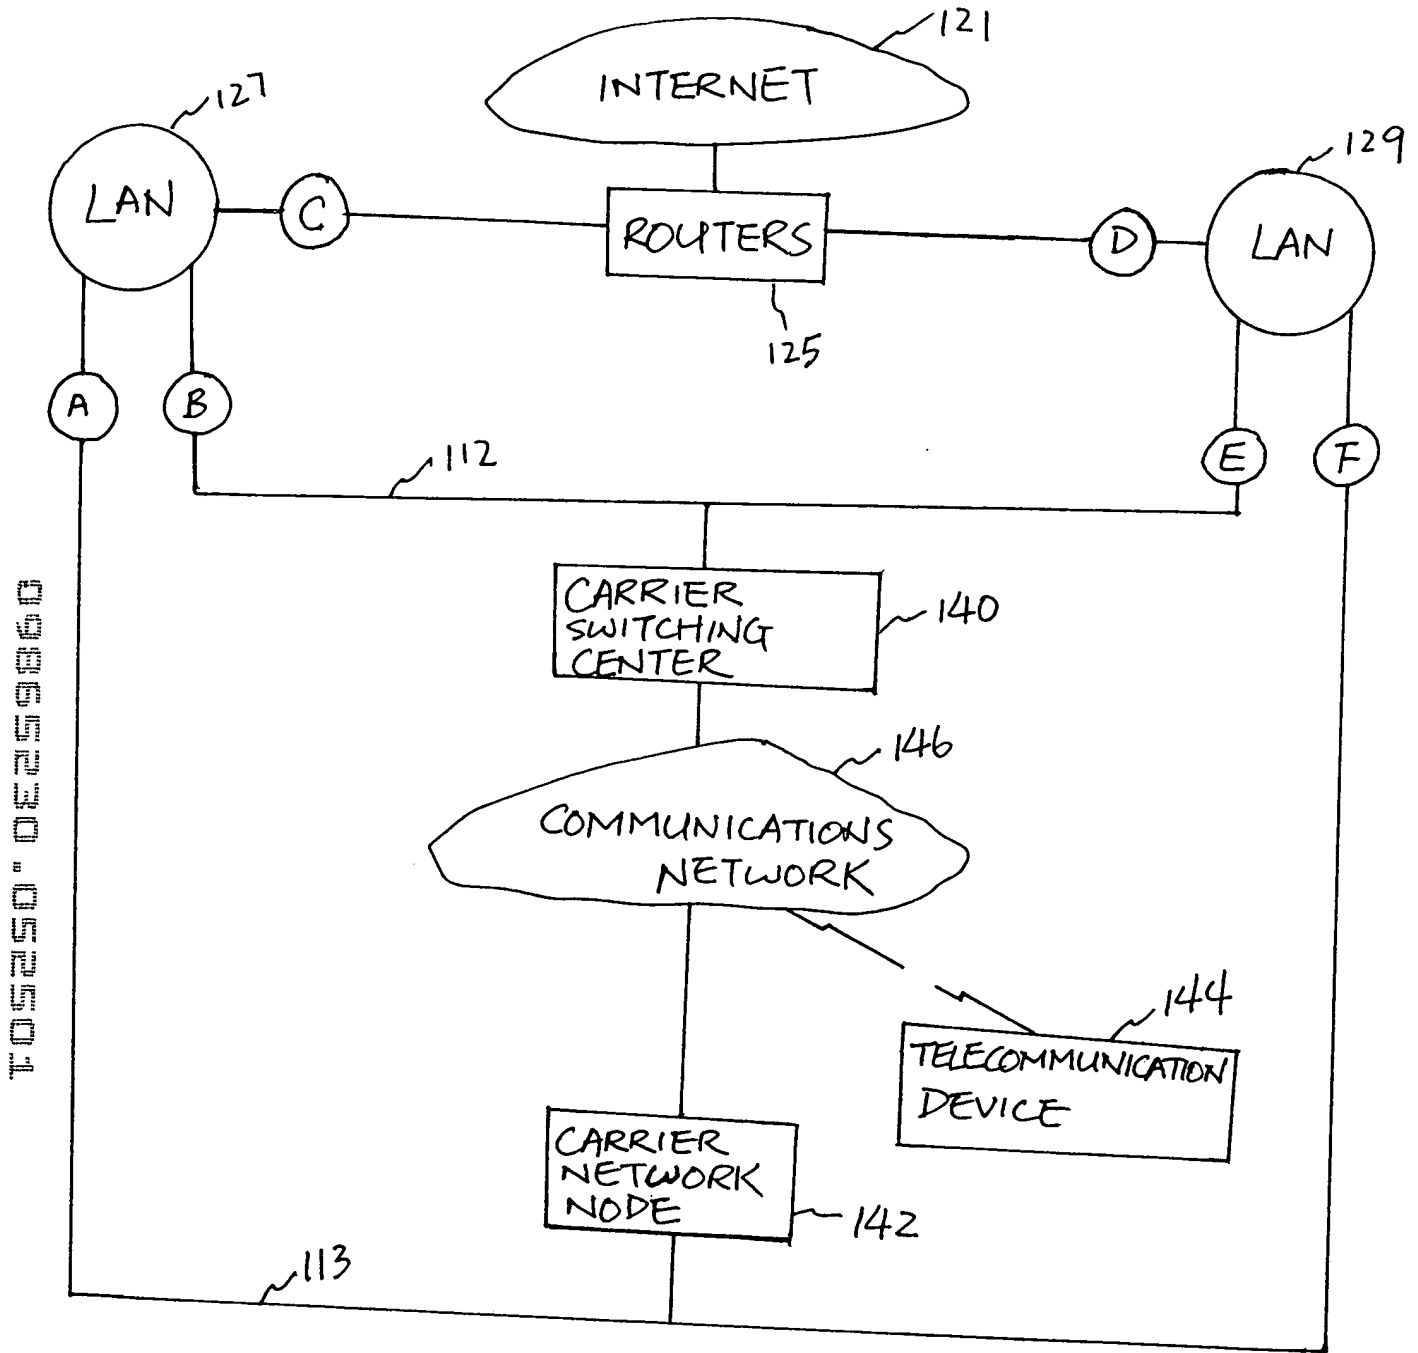 121
INTERNET
127
129
LAN
C
ROUTERS
D
LAN
125
A
B
112
E
F
CARRIER
SWITCHING
CENTER
140
146
COMMUNICATIONS
NETWORK
144
TELECOMMUNICATION
DEVICE
CARRIER
NETWORK
NODE
142
113
09865230.052501